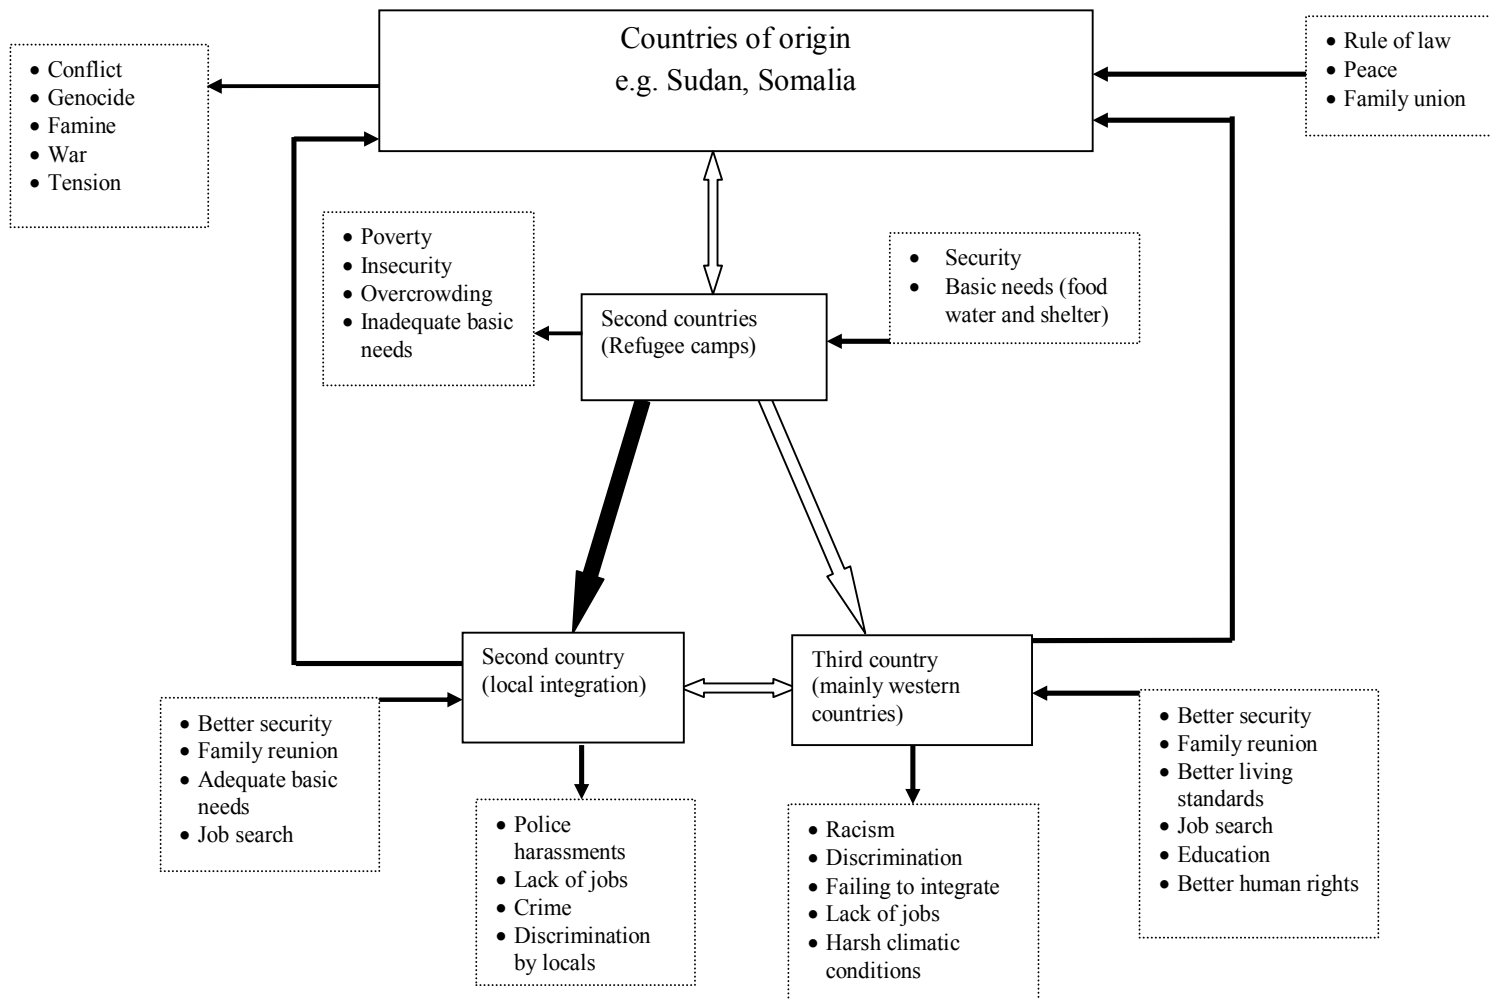 Countries of origin
e.g. Sudan, Somalia
• Conflict
• Genocide
• Famine
• War
• Tension
• Rule of law
• Peace
• Family union
• Poverty
• Insecurity
• Overcrowding
• Inadequate basic
needs
• Security
• Basic needs (food
water and shelter)
Second countries
(Refugee camps)
Second country
(local integration)
Third country
(mainly western
countries)
• Better security
• Family reunion
• Adequate basic
needs
• Job search
• Police
harassments
• Lack of jobs
• Crime
• Discrimination
by locals
• Racism
• Discrimination
• Failing to integrate
• Lack of jobs
• Harsh climatic
conditions
• Better security
• Family reunion
• Better living
standards
• Job search
• Education
• Better human rights